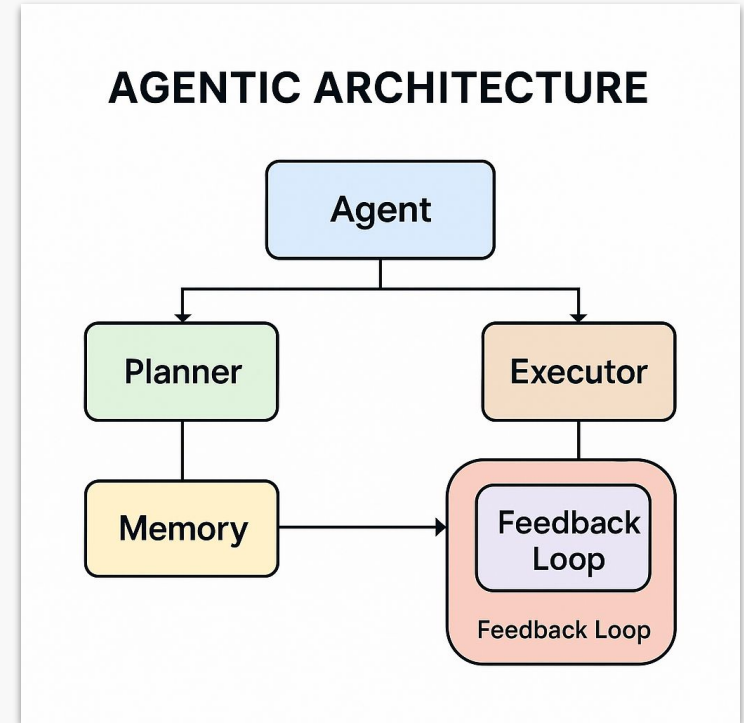 AGENTIC ARCHITECTURE
Agent
Planner
Executor
Memory
Feedback
Loop
Feedback Loop